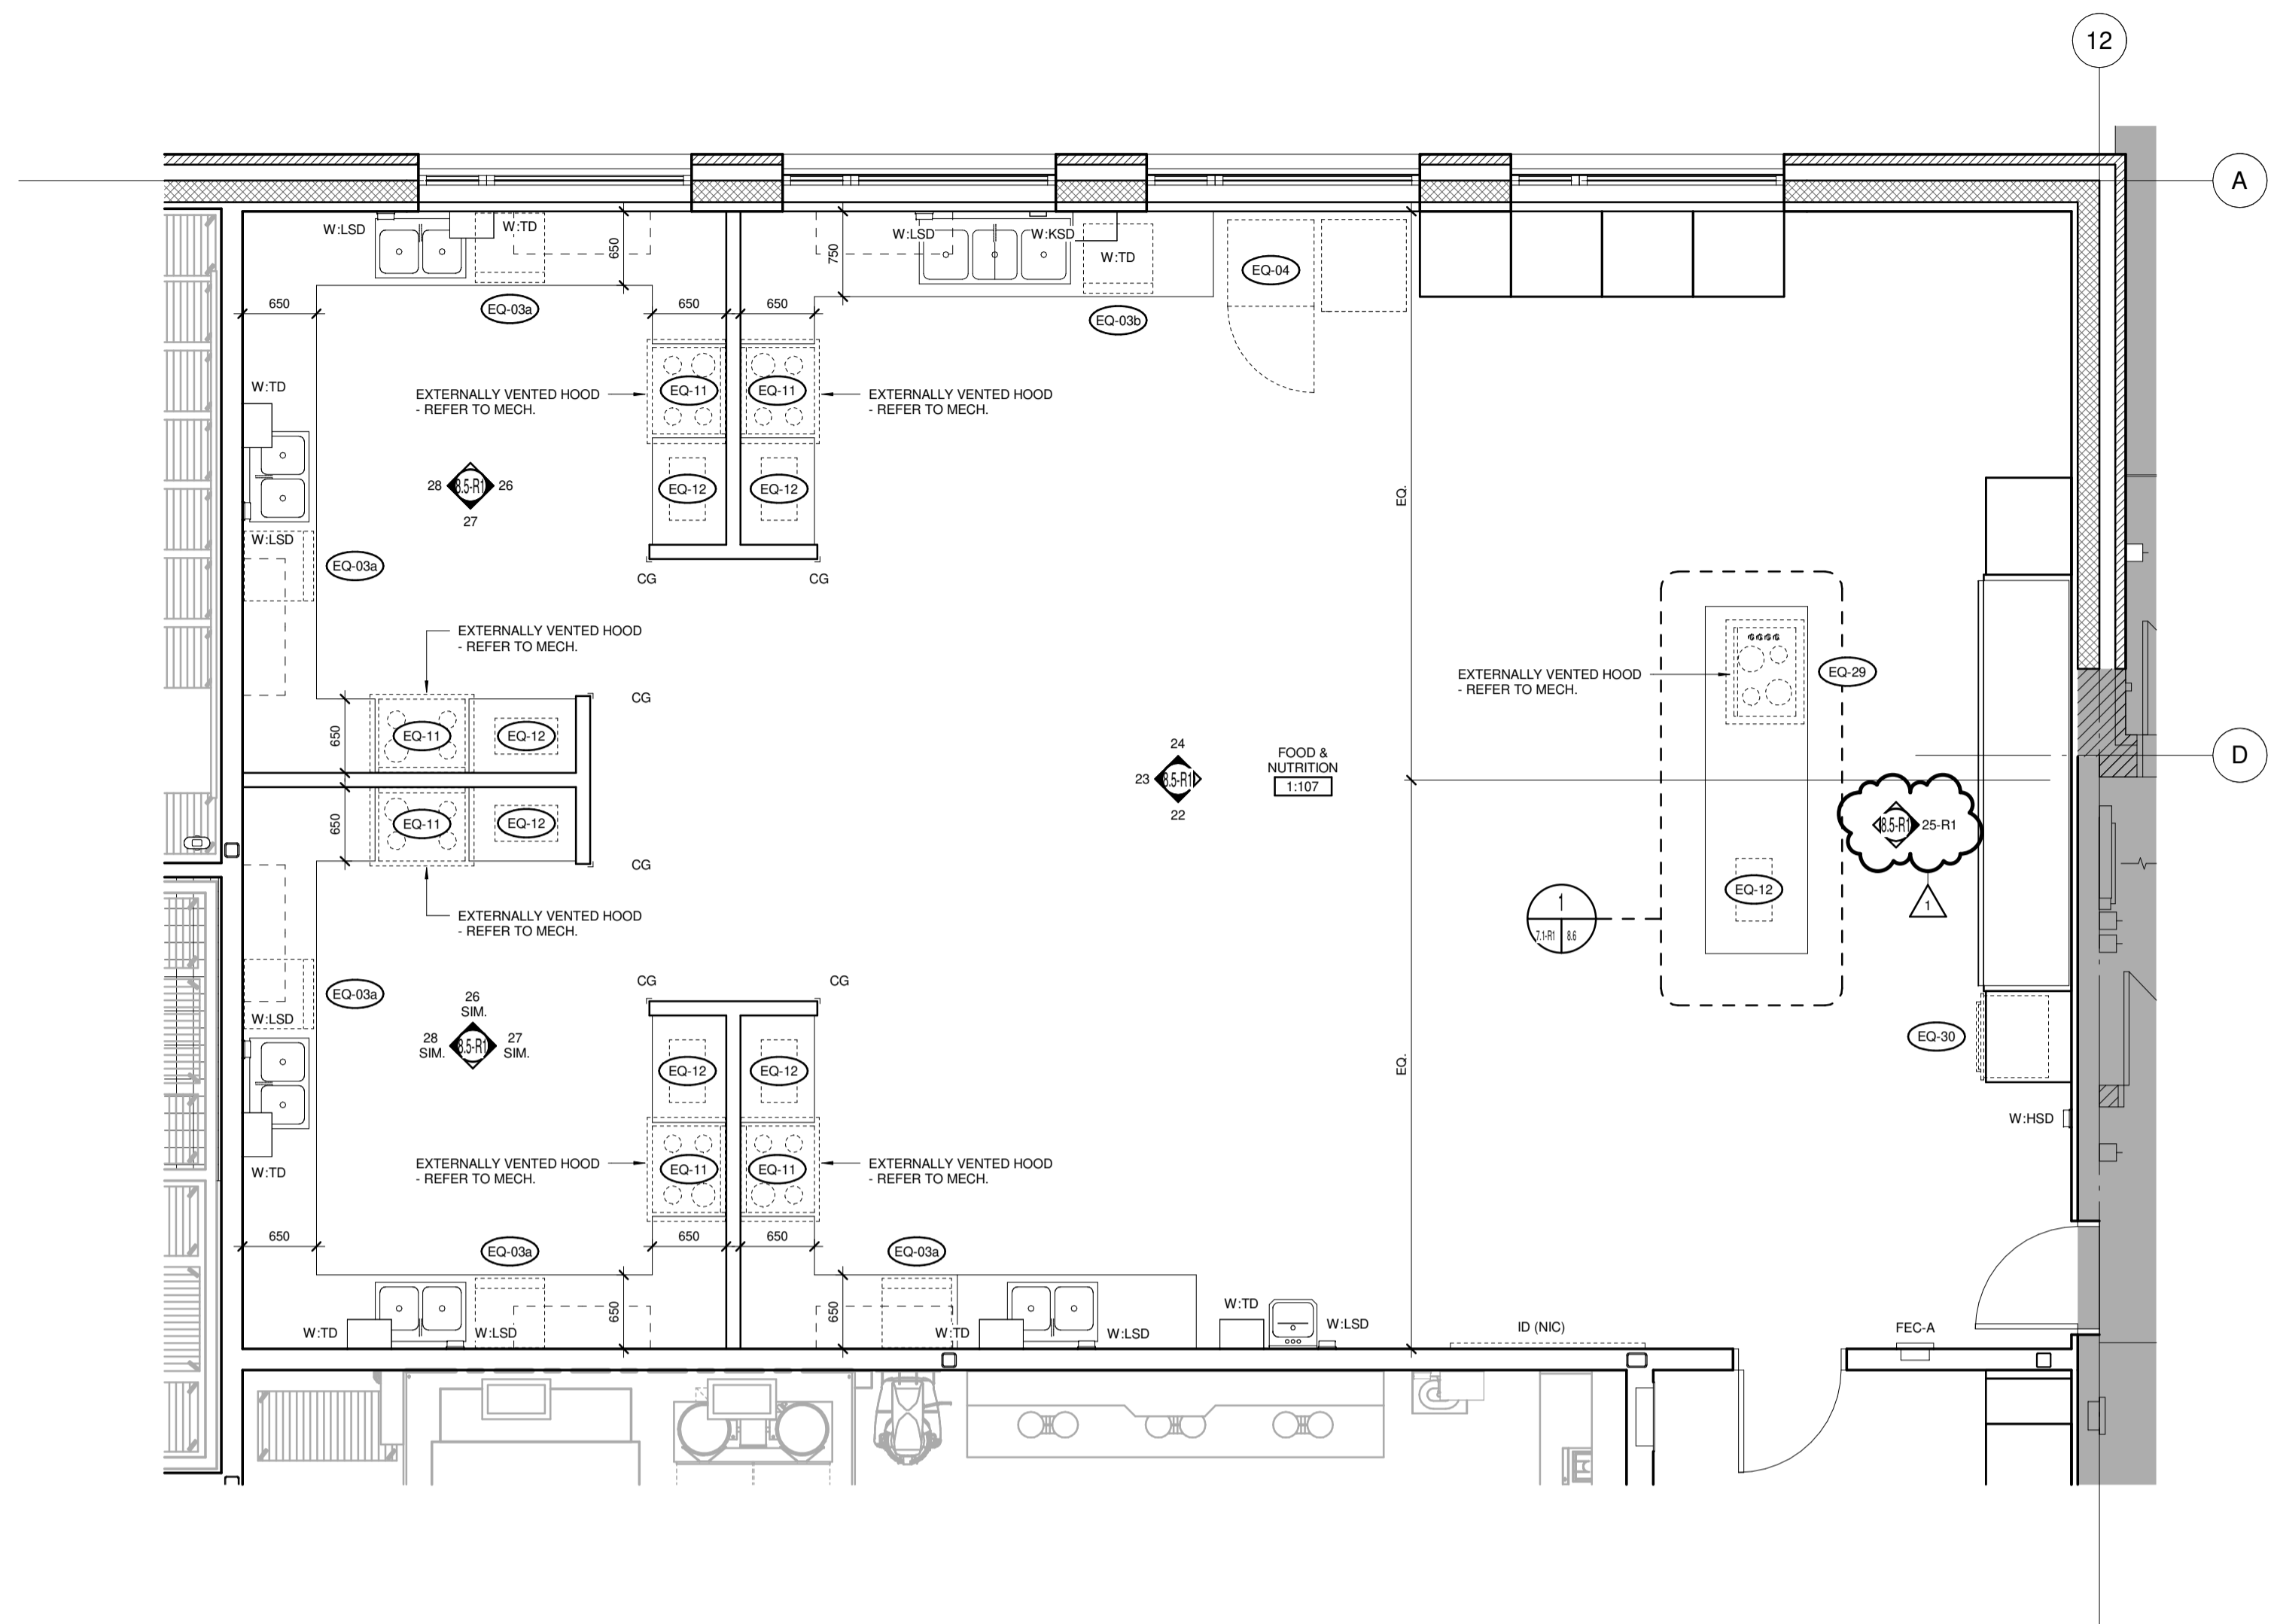 12
A
W:LSD
W:TD
650
750
W:LSD
W:KSD
W:TD
EQ-04
650
EQ-03a
650
650
EQ-03b
W:TD
EXTERNALLY VENTED HOOD
- REFER TO MECH.
EQ-11
EQ-11
EXTERNALLY VENTED HOOD
- REFER TO MECH.
28
8.5-R1
26
27
EQ-12
EQ-12
EQ.
W:LSD
EQ-03a
CG
CG
EXTERNALLY VENTED HOOD
- REFER TO MECH.
EXTERNALLY VENTED HOOD
- REFER TO MECH.
EQ-29
CG
650
EQ-11
EQ-12
24
23
8.5-R1
22
FOOD &
NUTRITION
1:107
D
650
EQ-11
EQ-12
8.5-R1
25-R1
CG
EQ-12
1
1
7.1-R1
8.6
EXTERNALLY VENTED HOOD
- REFER TO MECH.
CG
CG
EQ-03a
W:LSD
26
SIM.
28
SIM.
8.5-R1
27
SIM.
EQ-12
EQ-12
EQ.
EQ-30
W:HSD
W:TD
EXTERNALLY VENTED HOOD
- REFER TO MECH.
EQ-11
EQ-11
EXTERNALLY VENTED HOOD
- REFER TO MECH.
650
EQ-03a
650
650
EQ-03a
W:TD
W:LSD
650
650
W:TD
W:LSD
W:TD
W:LSD
ID (NIC)
FEC-A